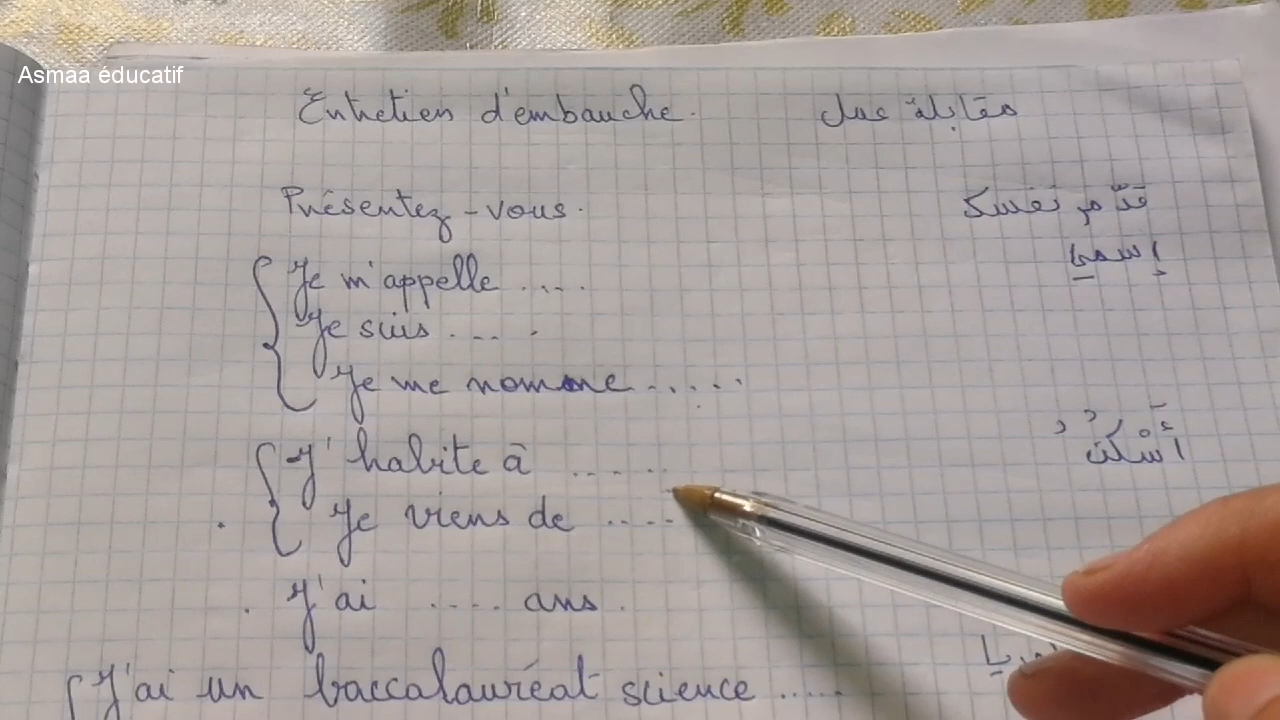 Asmaa éducatif
Entretien d'embauche. مقابلة عمل
Présentez-vous. قدّم نفسك
إسمي
Je m'appelle ....
Je suis ....
Je me nomme .....
J'habite à ...... أسكن
Je viens de ....
. J'ai .... ans.
J'ai un baccalauréat science .....